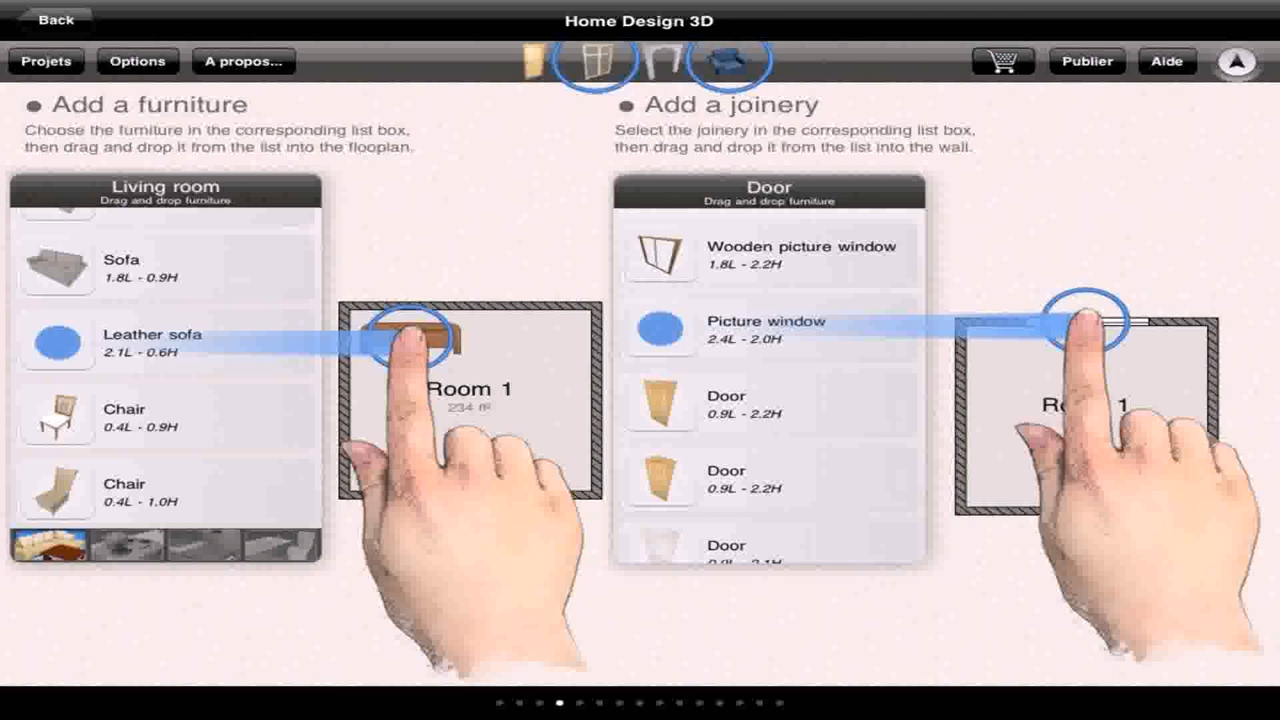 Back
Home Design 3D
Projets
Options
A propos...
Publier
Aide
Add a furniture
Choose the furniture in the corresponding list box,
then drag and drop it from the list into the flooplan.
Living room
Drag and drop furniture
Sofa
1.8L - 0.9H
Leather sofa
2.1L - 0.6H
Chair
0.4L - 0.9H
Chair
0.4L - 1.0H
Room 1
234 ft²
Add a joinery
Select the joinery in the corresponding list box,
then drag and drop it from the list into the wall.
Door
Drag and drop furniture
Wooden picture window
1.8L - 2.2H
Picture window
2.4L - 2.0H
Door
0.9L - 2.2H
Door
0.9L - 2.2H
Door
1